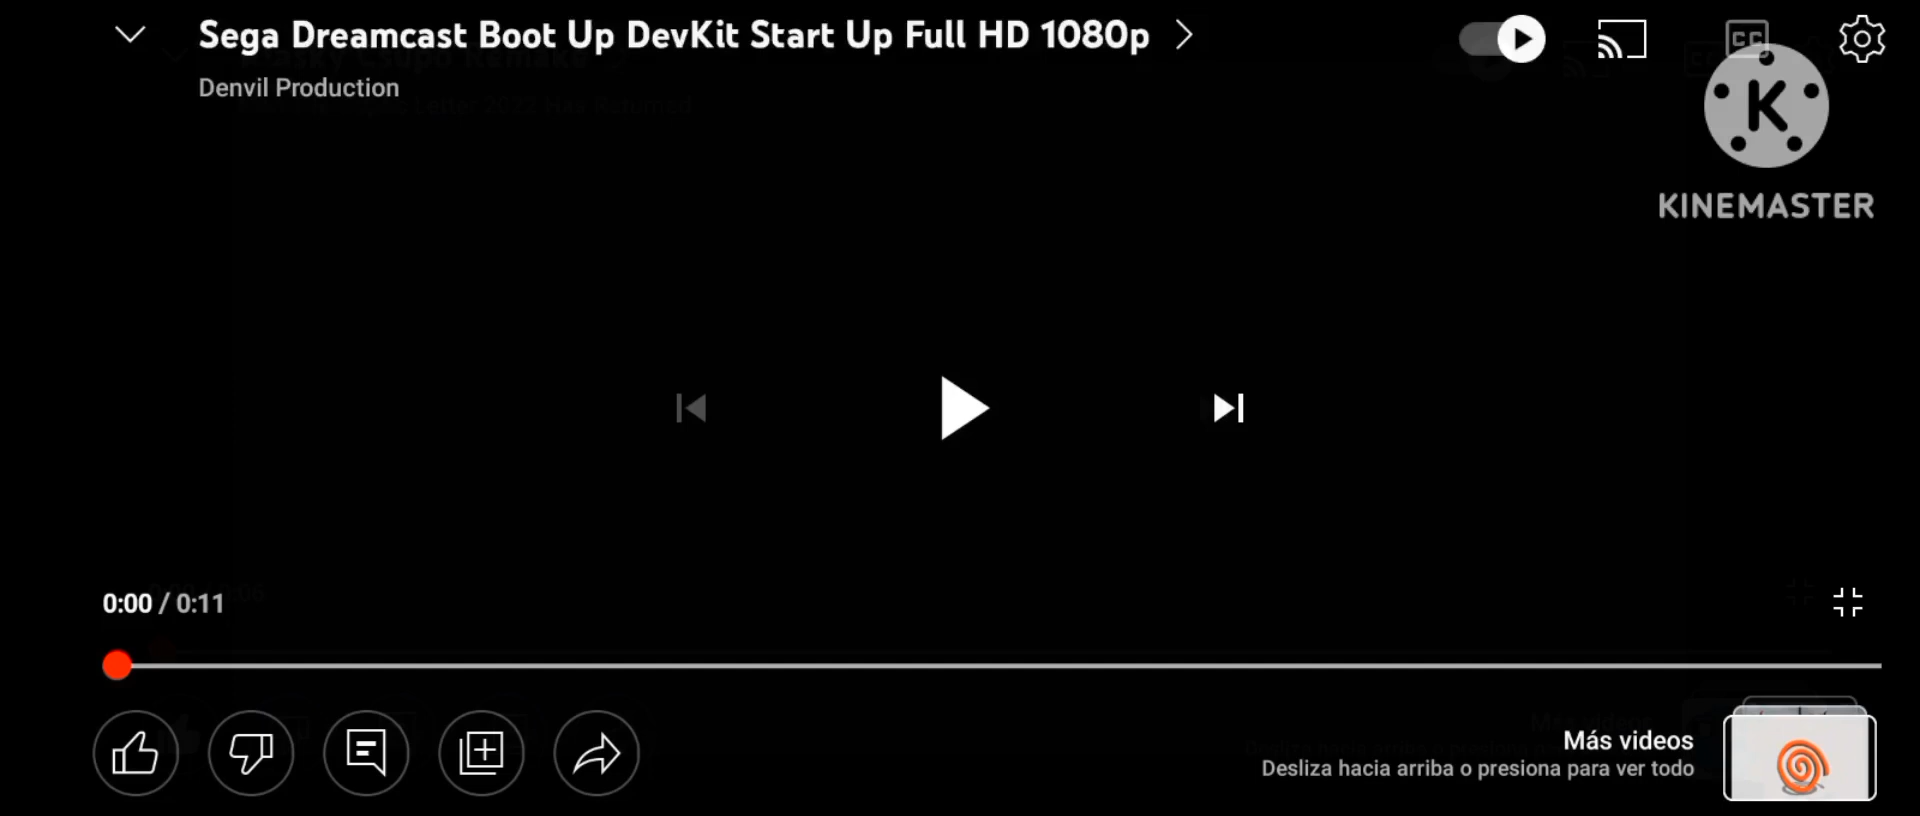 Sega Dreamcast Boot Up DevKit Start Up Full HD 1080p
Denvil Production
CC
K
KINEMASTER
0:00 / 0:11
Más videos
Desliza hacia arriba o presiona para ver todo